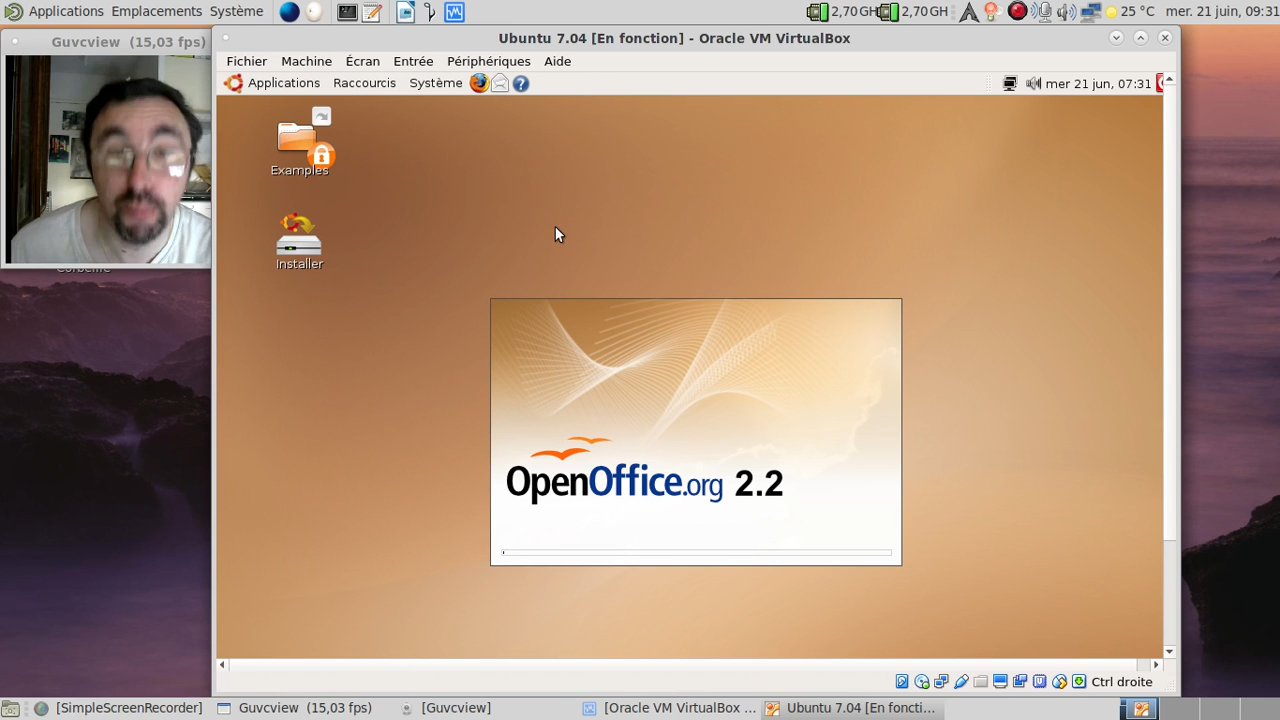 Applications Emplacements Système 2,70 GH 2,70 GH 25 °C mer. 21 juin, 09:31
Guvcview (15,03 fps)
Ubuntu 7.04 [En fonction] - Oracle VM VirtualBox
Fichier Machine Écran Entrée Périphériques Aide
Applications Raccourcis Système mer 21 jun, 07:31
Examples
Installer
Corbeille
OpenOffice.org 2.2
Ctrl droite
[SimpleScreenRecorder] Guvcview (15,03 fps) [Guvcview] [Oracle VM VirtualBox ... Ubuntu 7.04 [En foncti...